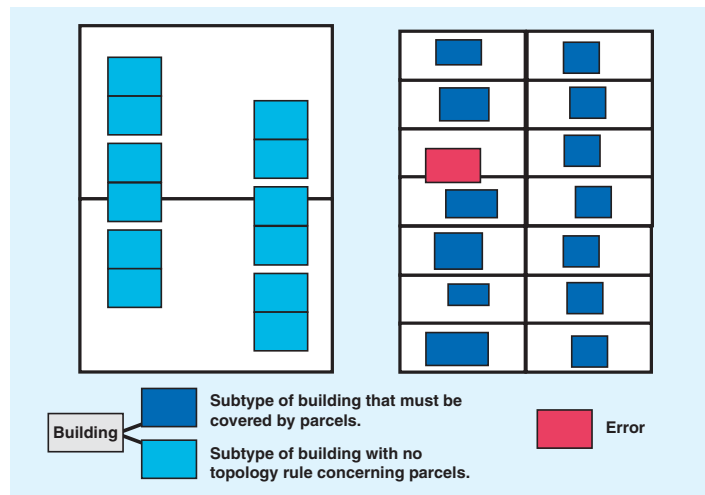 Building
Subtype of building that must be
covered by parcels.
Subtype of building with no
topology rule concerning parcels.
Error